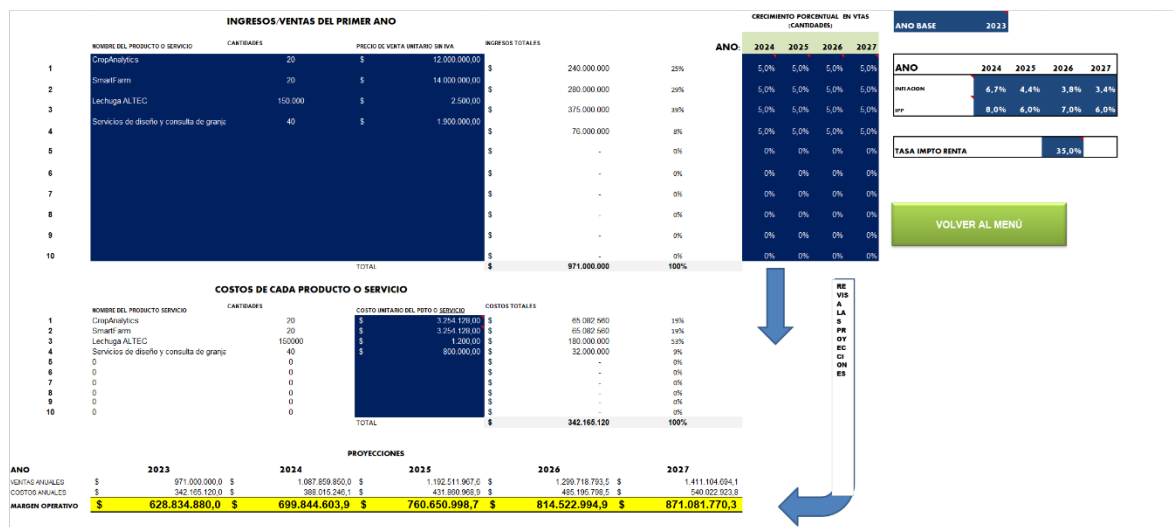 INGRESOS/VENTAS DEL PRIMER ANO
CRECIMIENTO PORCENTUAL EN VTAS (CANTIDADES)
ANO BASE 2023
NOMBRE DEL PRODUCTO O SERVICIO CANTIDADES PRECIO DE VENTA UNITARIO SIN IVA INGRESOS TOTALES ANO: 2024 2025 2026 2027
1 CropAnalytics 20 $ 12.000.000,00 $ 240.000.000 25% 5,0% 5,0% 5,0% 5,0%
2 SmartFarm 20 $ 14.000.000,00 $ 280.000.000 29% 5,0% 5,0% 5,0% 5,0%
3 Lechuga ALTEC 150.000 $ 2.500,00 $ 375.000.000 39% 5,0% 5,0% 5,0% 5,0%
4 Servicios de diseño y consulta de granja 40 $ 1.900.000,00 $ 76.000.000 8% 5,0% 5,0% 5,0% 5,0%
5 $ - 0% 0% 0% 0% 0%
6 $ - 0% 0% 0% 0% 0%
7 $ - 0% 0% 0% 0% 0%
8 $ - 0% 0% 0% 0% 0%
9 $ - 0% 0% 0% 0% 0%
10 $ - 0% 0% 0% 0% 0%
TOTAL $ 971.000.000 100%
ANO 2024 2025 2026 2027
INFLACION 6,7% 4,4% 3,8% 3,4%
IPP 8,0% 6,0% 7,0% 6,0%
TASA IMPTO RENTA 35,0%
VOLVER AL MENÚ
COSTOS DE CADA PRODUCTO O SERVICIO
NOMBRE DEL PRODUCTO SERVICIO CANTIDADES COSTO UNITARIO DEL PDTO O SERVICIO COSTOS TOTALES
1 CropAnalytics 20 $ 3.254.128,00 $ 65.082.560 19%
2 SmartFarm 20 $ 3.254.128,00 $ 65.082.560 19%
3 Lechuga ALTEC 150000 $ 1.200,00 $ 180.000.000 53%
4 Servicios de diseño y consulta de granja 40 $ 800.000,00 $ 32.000.000 9%
5 0 0 $ - 0%
6 0 0 $ - 0%
7 0 0 $ - 0%
8 0 0 $ - 0%
9 0 0 $ - 0%
10 0 0 $ - 0%
TOTAL $ 342.165.120 100%
RE
VIS
A
LAS
P
ROY
EC
CI
ON
ES
PROYECCIONES
ANO 2023 2024 2025 2026 2027
VENTAS ANUALES $ 971.000.000,0 $ 1.087.859.850,0 $ 1.192.511.967,6 $ 1.299.718.793,5 $ 1.411.104.694,1
COSTOS ANUALES $ 342.165.120,0 $ 388.015.246,1 $ 431.860.968,9 $ 485.195.798,5 $ 540.022.923,8
MARGEN OPERATIVO $ 628.834.880,0 $ 699.844.603,9 $ 760.650.998,7 $ 814.522.994,9 $ 871.081.770,3